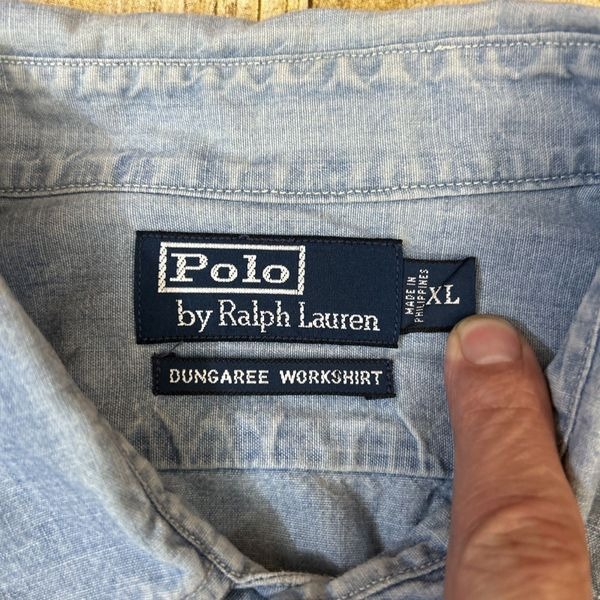 Polo
by Ralph Lauren
MADE IN
PHILIPPINES
XL
DUNGAREE WORKSHIRT